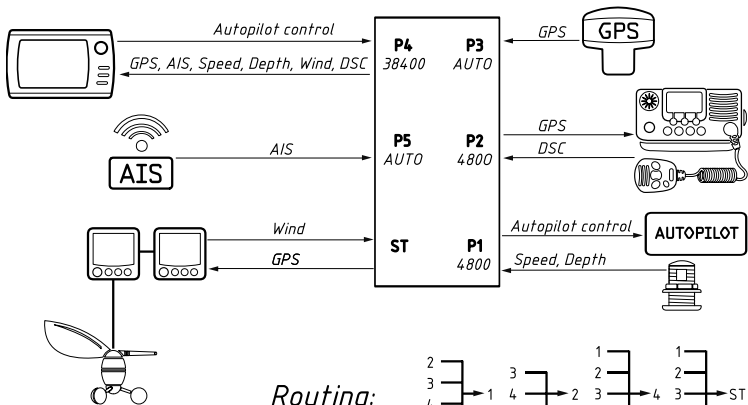 Autopilot control
GPS, AIS, Speed, Depth, Wind, DSC
P4
38400
P3
AUTO
GPS
GPS
AIS
AIS
P5
AUTO
P2
4800
GPS
DSC
Wind
GPS
ST
P1
4800
Autopilot control
Speed, Depth
AUTOPILOT
Routing:
2
3
4
1
3
4
2
1
2
3
4
1
2
3
ST